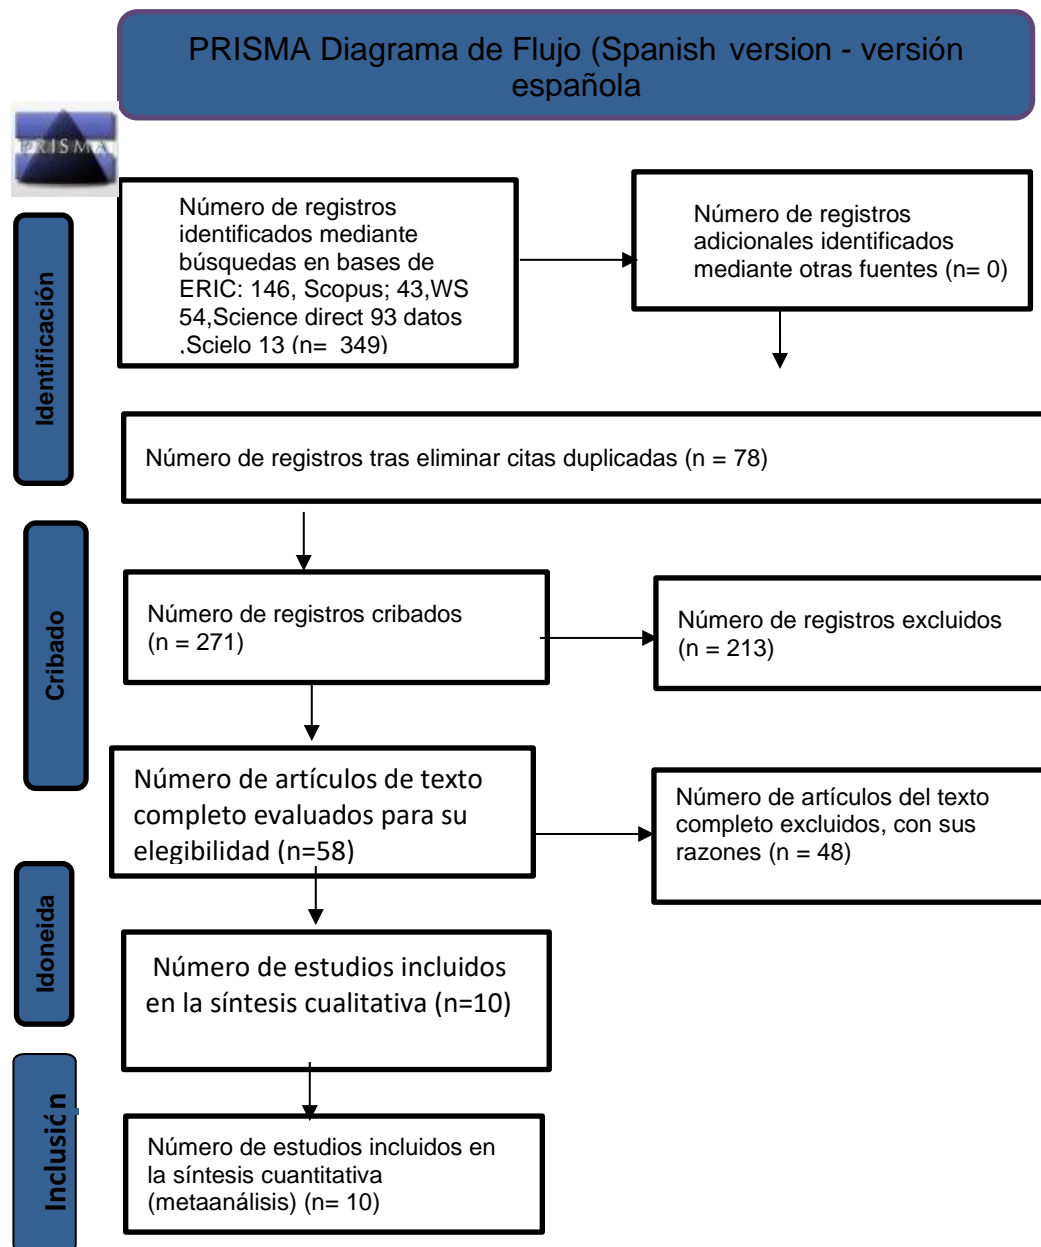 PRISMA Diagrama de Flujo (Spanish version - versión
española
PRISMA
Identificación
Número de registros
identificados mediante
búsquedas en bases de
ERIC: 146, Scopus; 43,WS
54,Science direct 93 datos
.Scielo 13 (n= 349)
Número de registros
adicionales identificados
mediante otras fuentes (n= 0)
Número de registros tras eliminar citas duplicadas (n = 78)
Cribado
Número de registros cribados
(n = 271)
Número de registros excluidos
(n = 213)
Número de artículos de texto
completo evaluados para su
elegibilidad (n=58)
Número de artículos del texto
completo excluidos, con sus
razones (n = 48)
Idoneida
Número de estudios incluidos
en la síntesis cualitativa (n=10)
Inclusión
Número de estudios incluidos en
la síntesis cuantitativa
(metaanálisis) (n= 10)